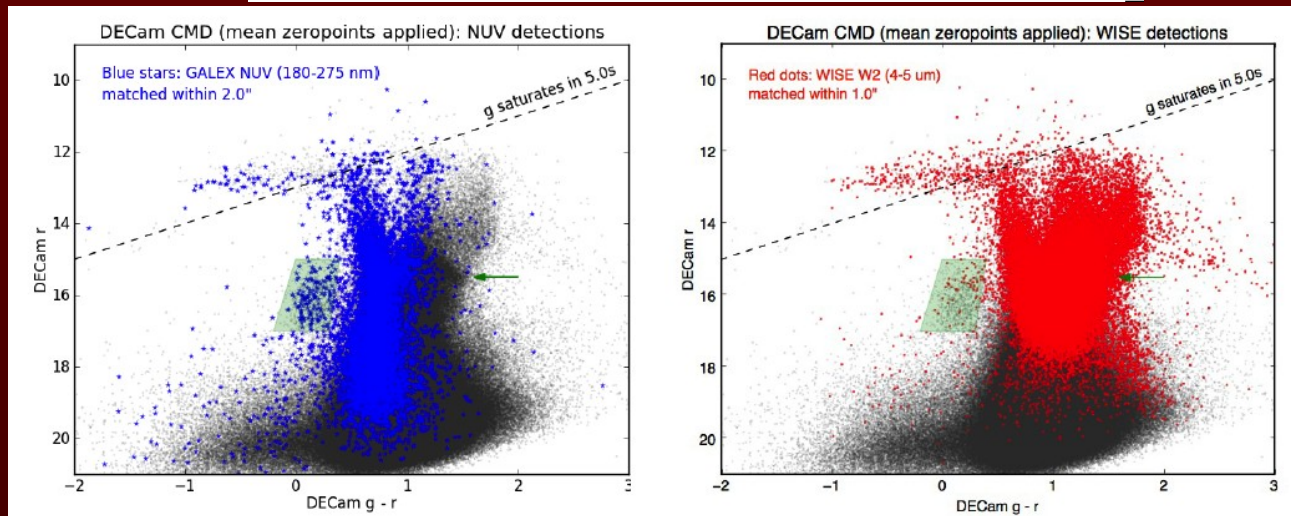 DECam CMD (mean zeropoints applied): NUV detections
Blue stars: GALEX NUV (180-275 nm)
matched within 2.0"
g saturates in 5.0s
10
12
14
16
18
20
DECam r
−2
−1
0
1
2
3
DECam g - r
DECam CMD (mean zeropoints applied): WISE detections
Red dots: WISE W2 (4-5 um)
matched within 1.0"
g saturates in 5.0s
10
12
14
16
18
20
DECam r
−2
−1
0
1
2
3
DECam g - r